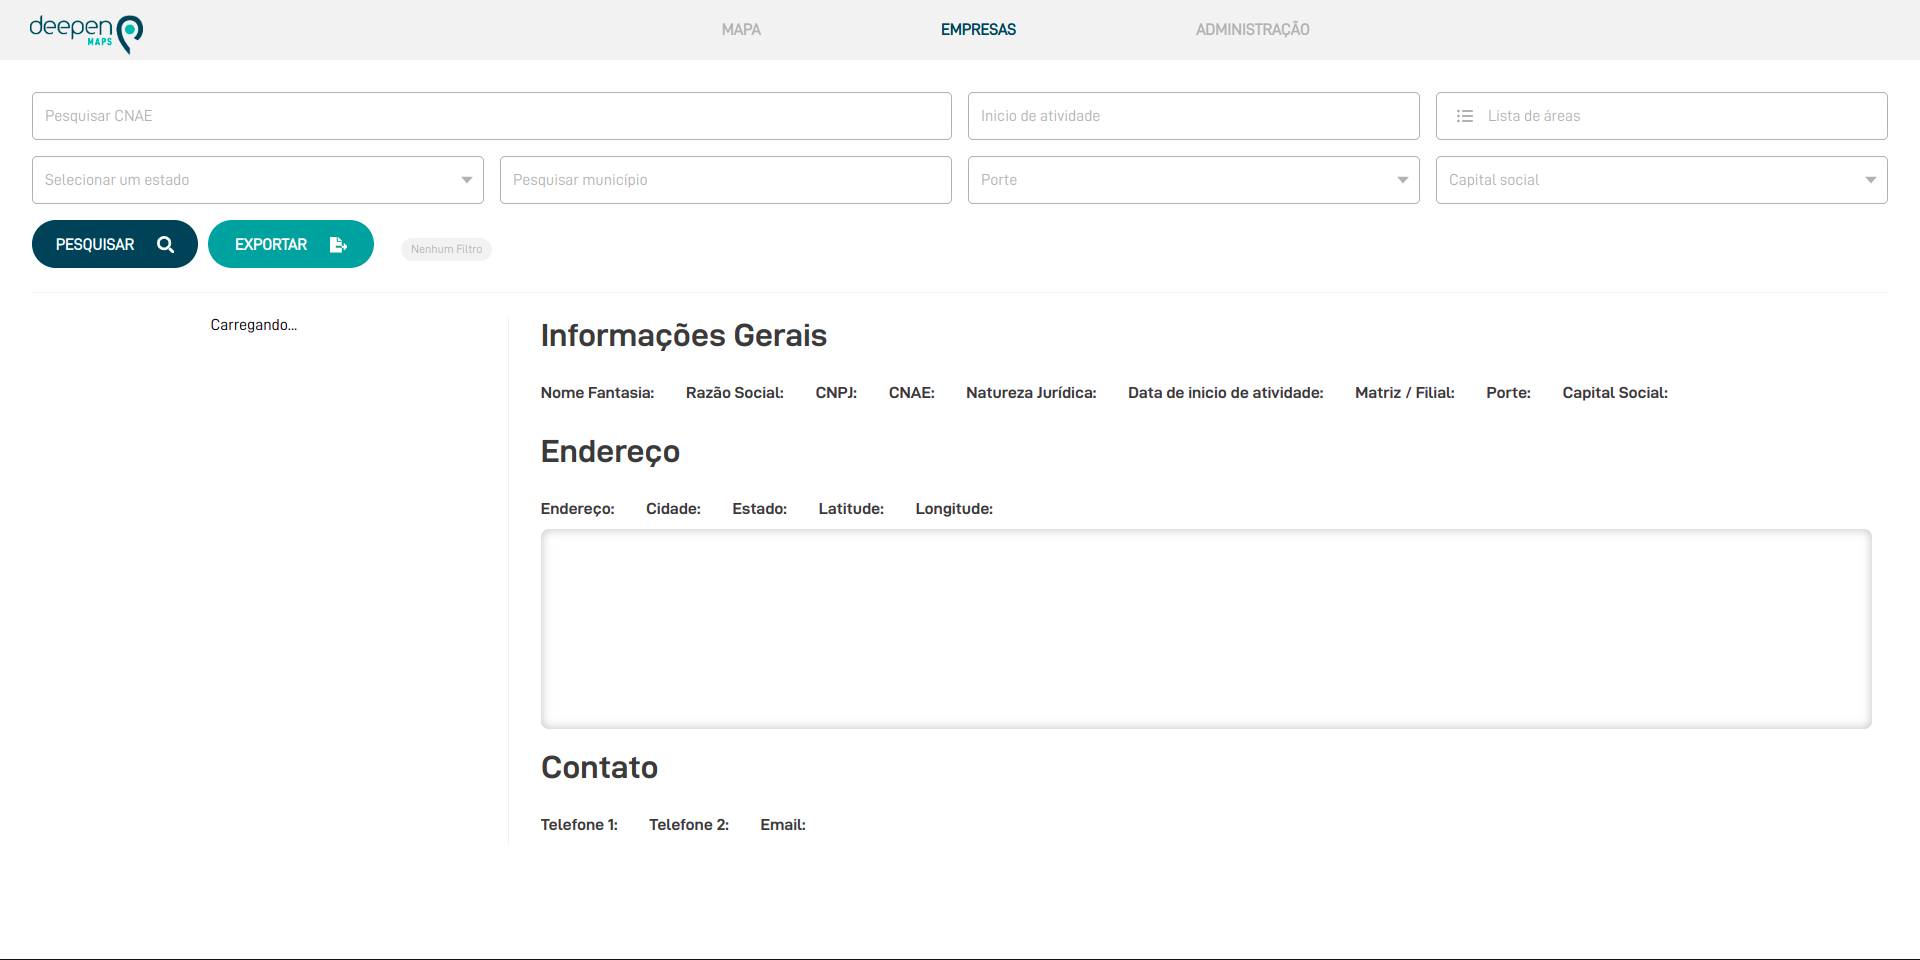 deepen
MAPS
MAPA EMPRESAS ADMINISTRAÇÃO
Pesquisar CNAE Inicio de atividade Lista de áreas
Selecionar um estado Pesquisar município Porte Capital social
PESQUISAR EXPORTAR Nenhum Filtro
Carregando...
Informações Gerais
Nome Fantasia: Razão Social: CNPJ: CNAE: Natureza Jurídica: Data de inicio de atividade: Matriz / Filial: Porte: Capital Social:
Endereço
Endereço: Cidade: Estado: Latitude: Longitude:
Contato
Telefone 1: Telefone 2: Email: